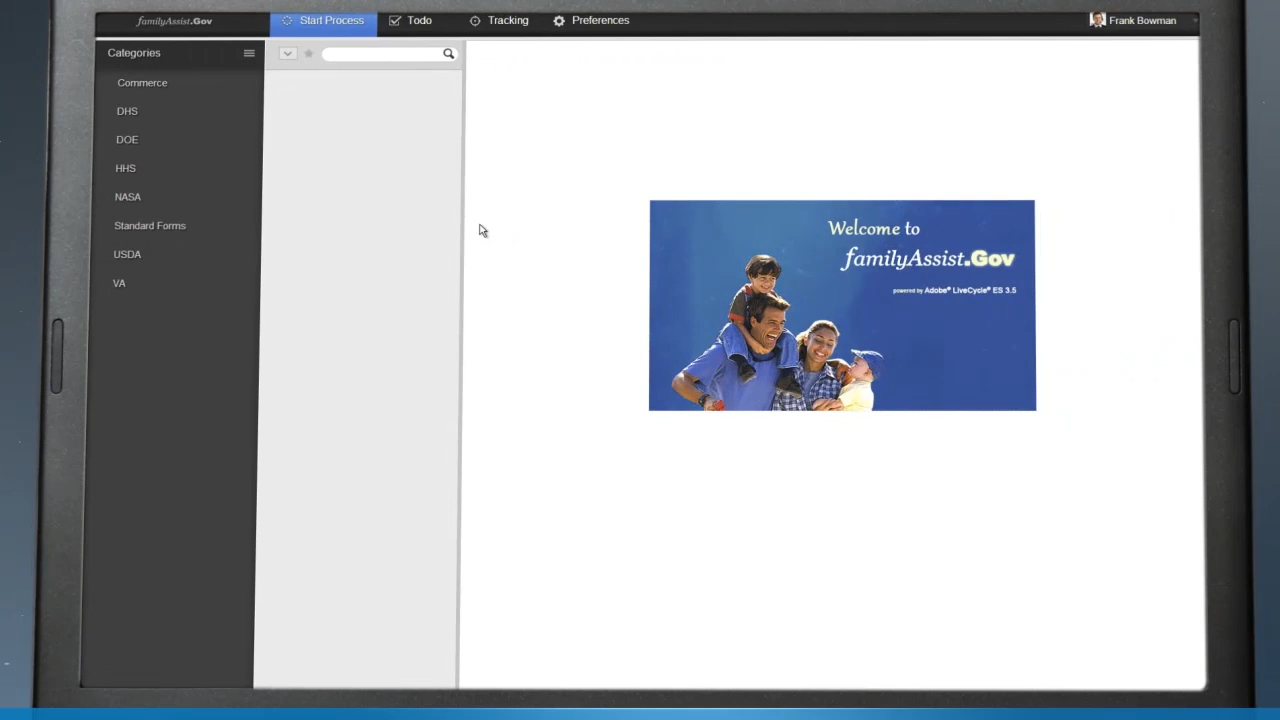 familyAssist.Gov
Start Process
Todo
Tracking
Preferences
Frank Bowman
Categories
Commerce
DHS
DOE
HHS
NASA
Standard Forms
USDA
VA
Welcome to
familyAssist.Gov
powered by Adobe® LiveCycle® ES 3.5